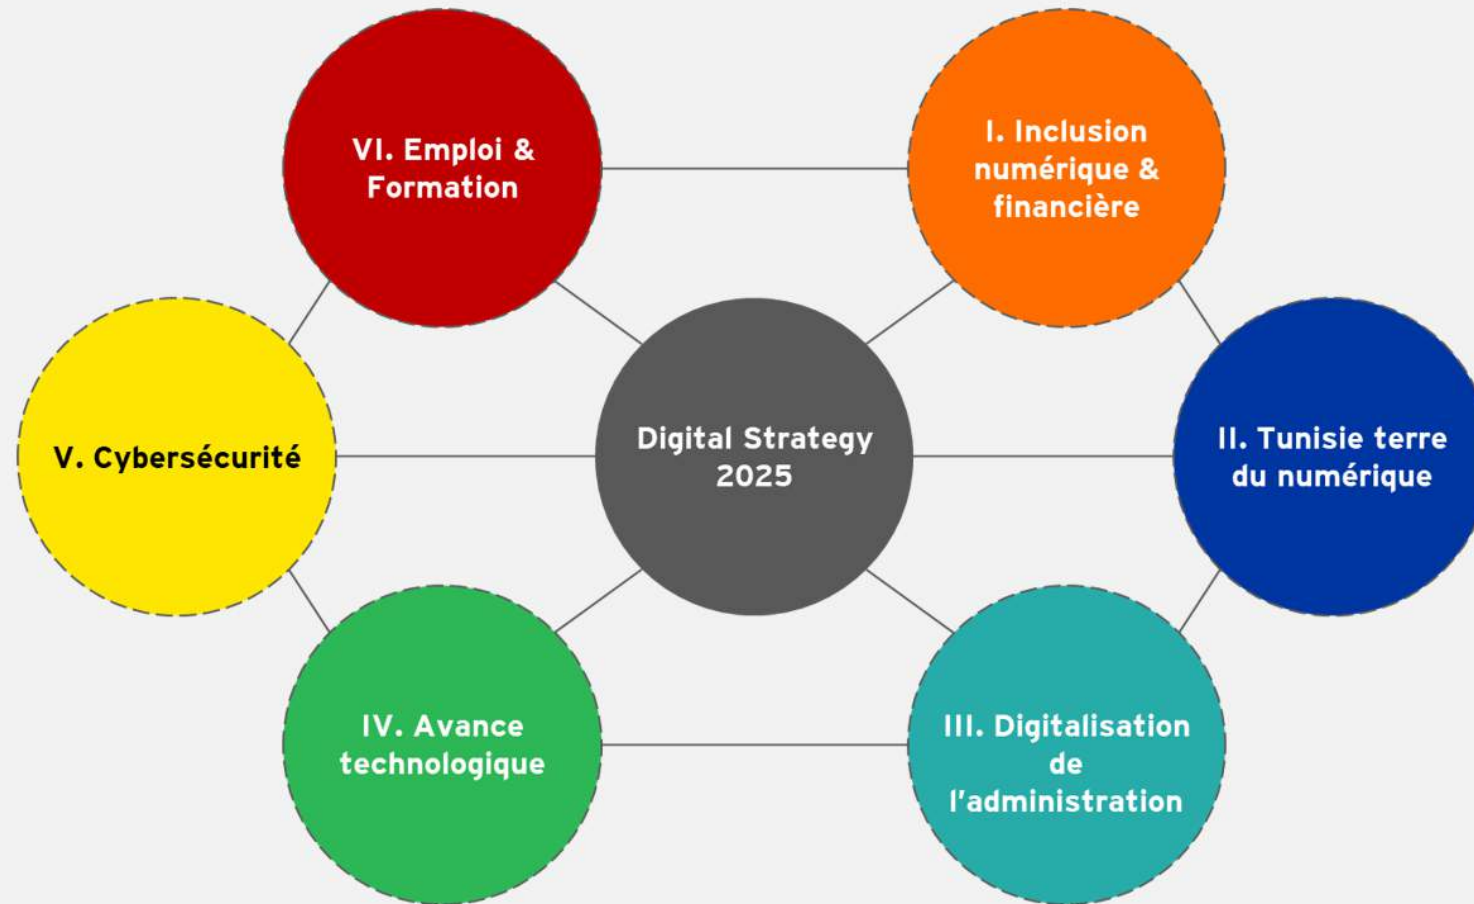 VI. Emploi &
Formation
I. Inclusion
numérique &
financière
V. Cybersécurité
Digital Strategy
2025
II. Tunisie terre
du numérique
IV. Avance
technologique
III. Digitalisation
de
l'administration